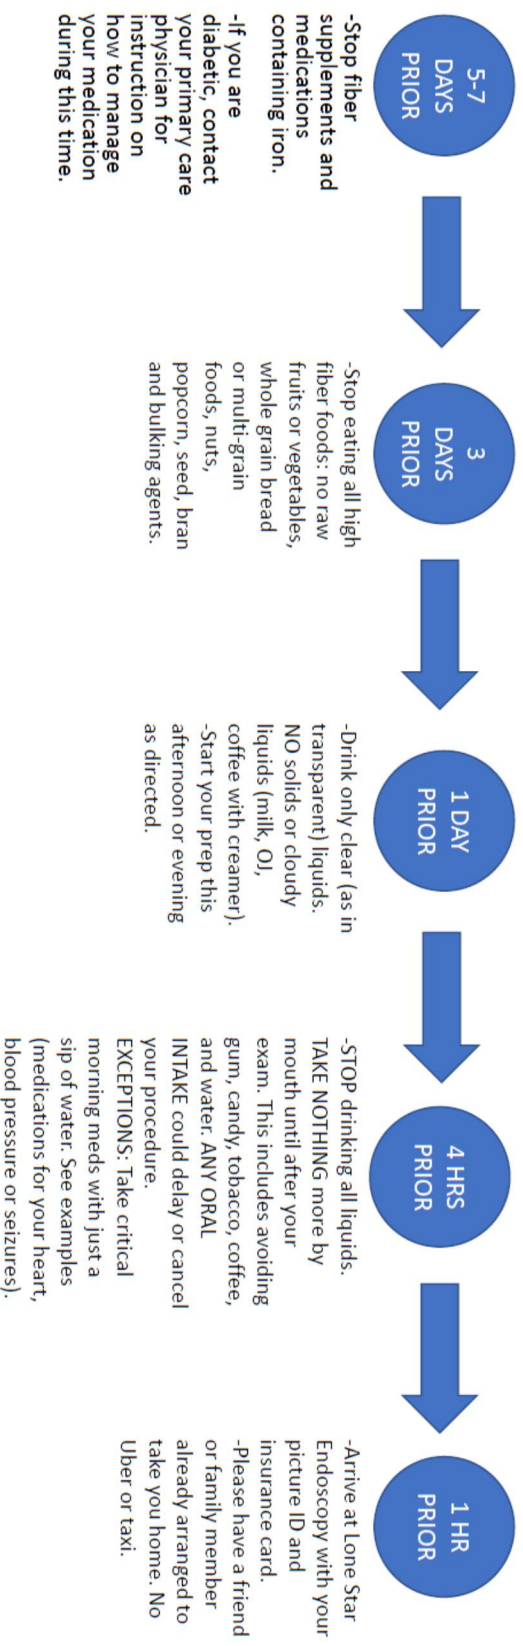 5-7
DAYS
PRIOR
-Stop fiber
supplements and
medications
containing iron.
-If you are
diabetic, contact
your primary care
physician for
instruction on
how to manage
your medication
during this time.
3
DAYS
PRIOR
-Stop eating all high
fiber foods: no raw
fruits or vegetables,
whole grain bread
or multi-grain
foods, nuts,
popcorn, seed, bran
and bulking agents.
1 DAY
PRIOR
-Drink only clear (as in
transparent) liquids.
NO solids or cloudy
liquids (milk, OJ,
coffee with creamer).
-Start your prep this
afternoon or evening
as directed.
4 HRS
PRIOR
-STOP drinking all liquids.
TAKE NOTHING more by
mouth until after your
exam. This includes avoiding
gum, candy, tobacco, coffee,
and water. ANY ORAL
INTAKE could delay or cancel
your procedure.
EXCEPTIONS: Take critical
morning meds with just a
sip of water. See examples
(medications for your heart,
blood pressure or seizures).
1 HR
PRIOR
-Arrive at Lone Star
Endoscopy with your
picture ID and
insurance card.
-Please have a friend
or family member
already arranged to
take you home. No
Uber or taxi.